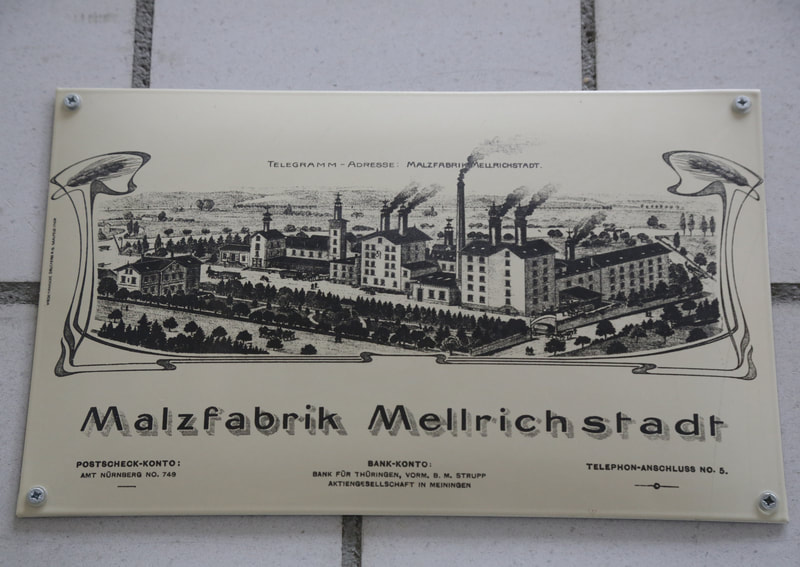 TELEGRAMM - ADRESSE: MALZFABRIK MELLRICHSTADT.
Malzfabrik Mellrichstadt
POSTSCHECK-KONTO:
AMT NÜRNBERG NO. 749
BANK-KONTO:
BANK FÜR THÜRINGEN, VORM. B. M. STRUPP
AKTIENGESELLSCHAFT IN MEININGEN
TELEPHON-ANSCHLUSS NO. 5.